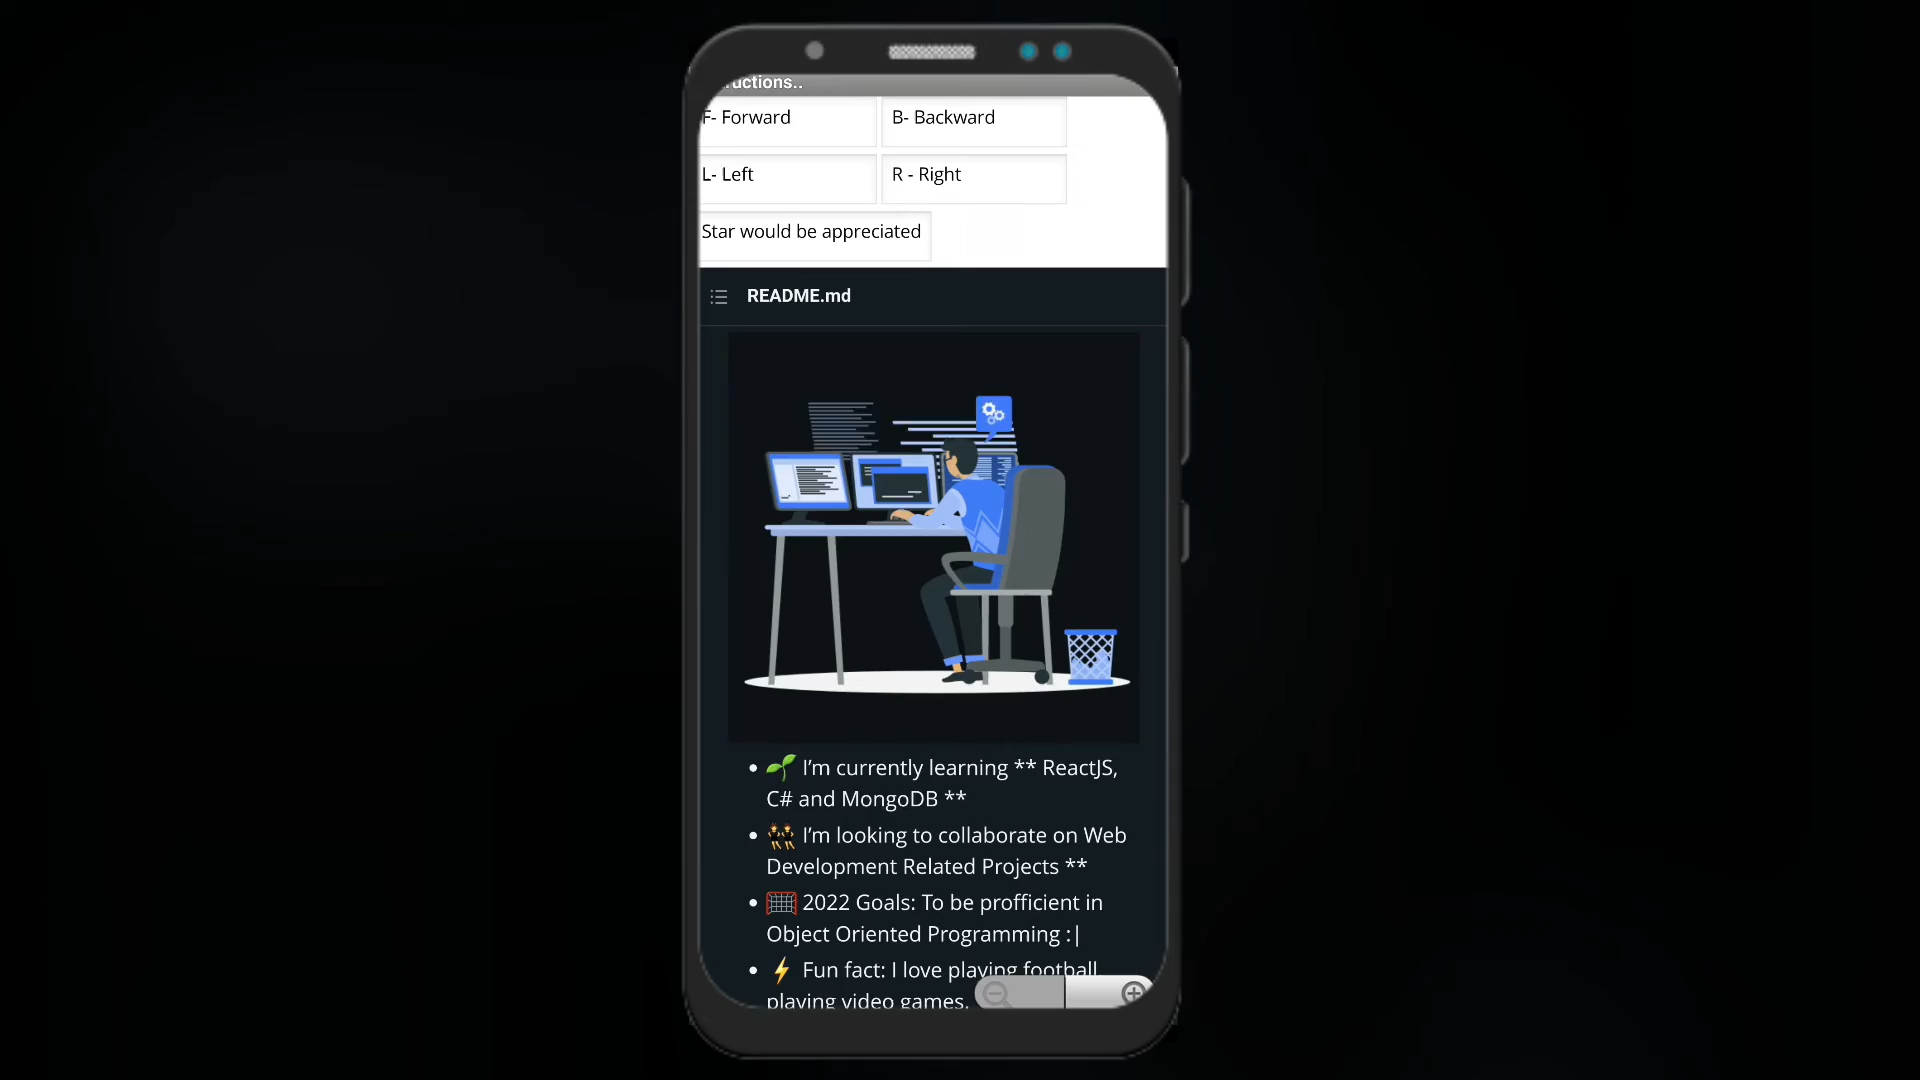 uctions..
F- Forward
B- Backward
L- Left
R - Right
Star would be appreciated
README.md
I'm currently learning ** ReactJS,
C# and MongoDB **
I'm looking to collaborate on Web
Development Related Projects **
2022 Goals: To be profficient in
Object Oriented Programming :|
Fun fact: I love playing football,
playing video games.